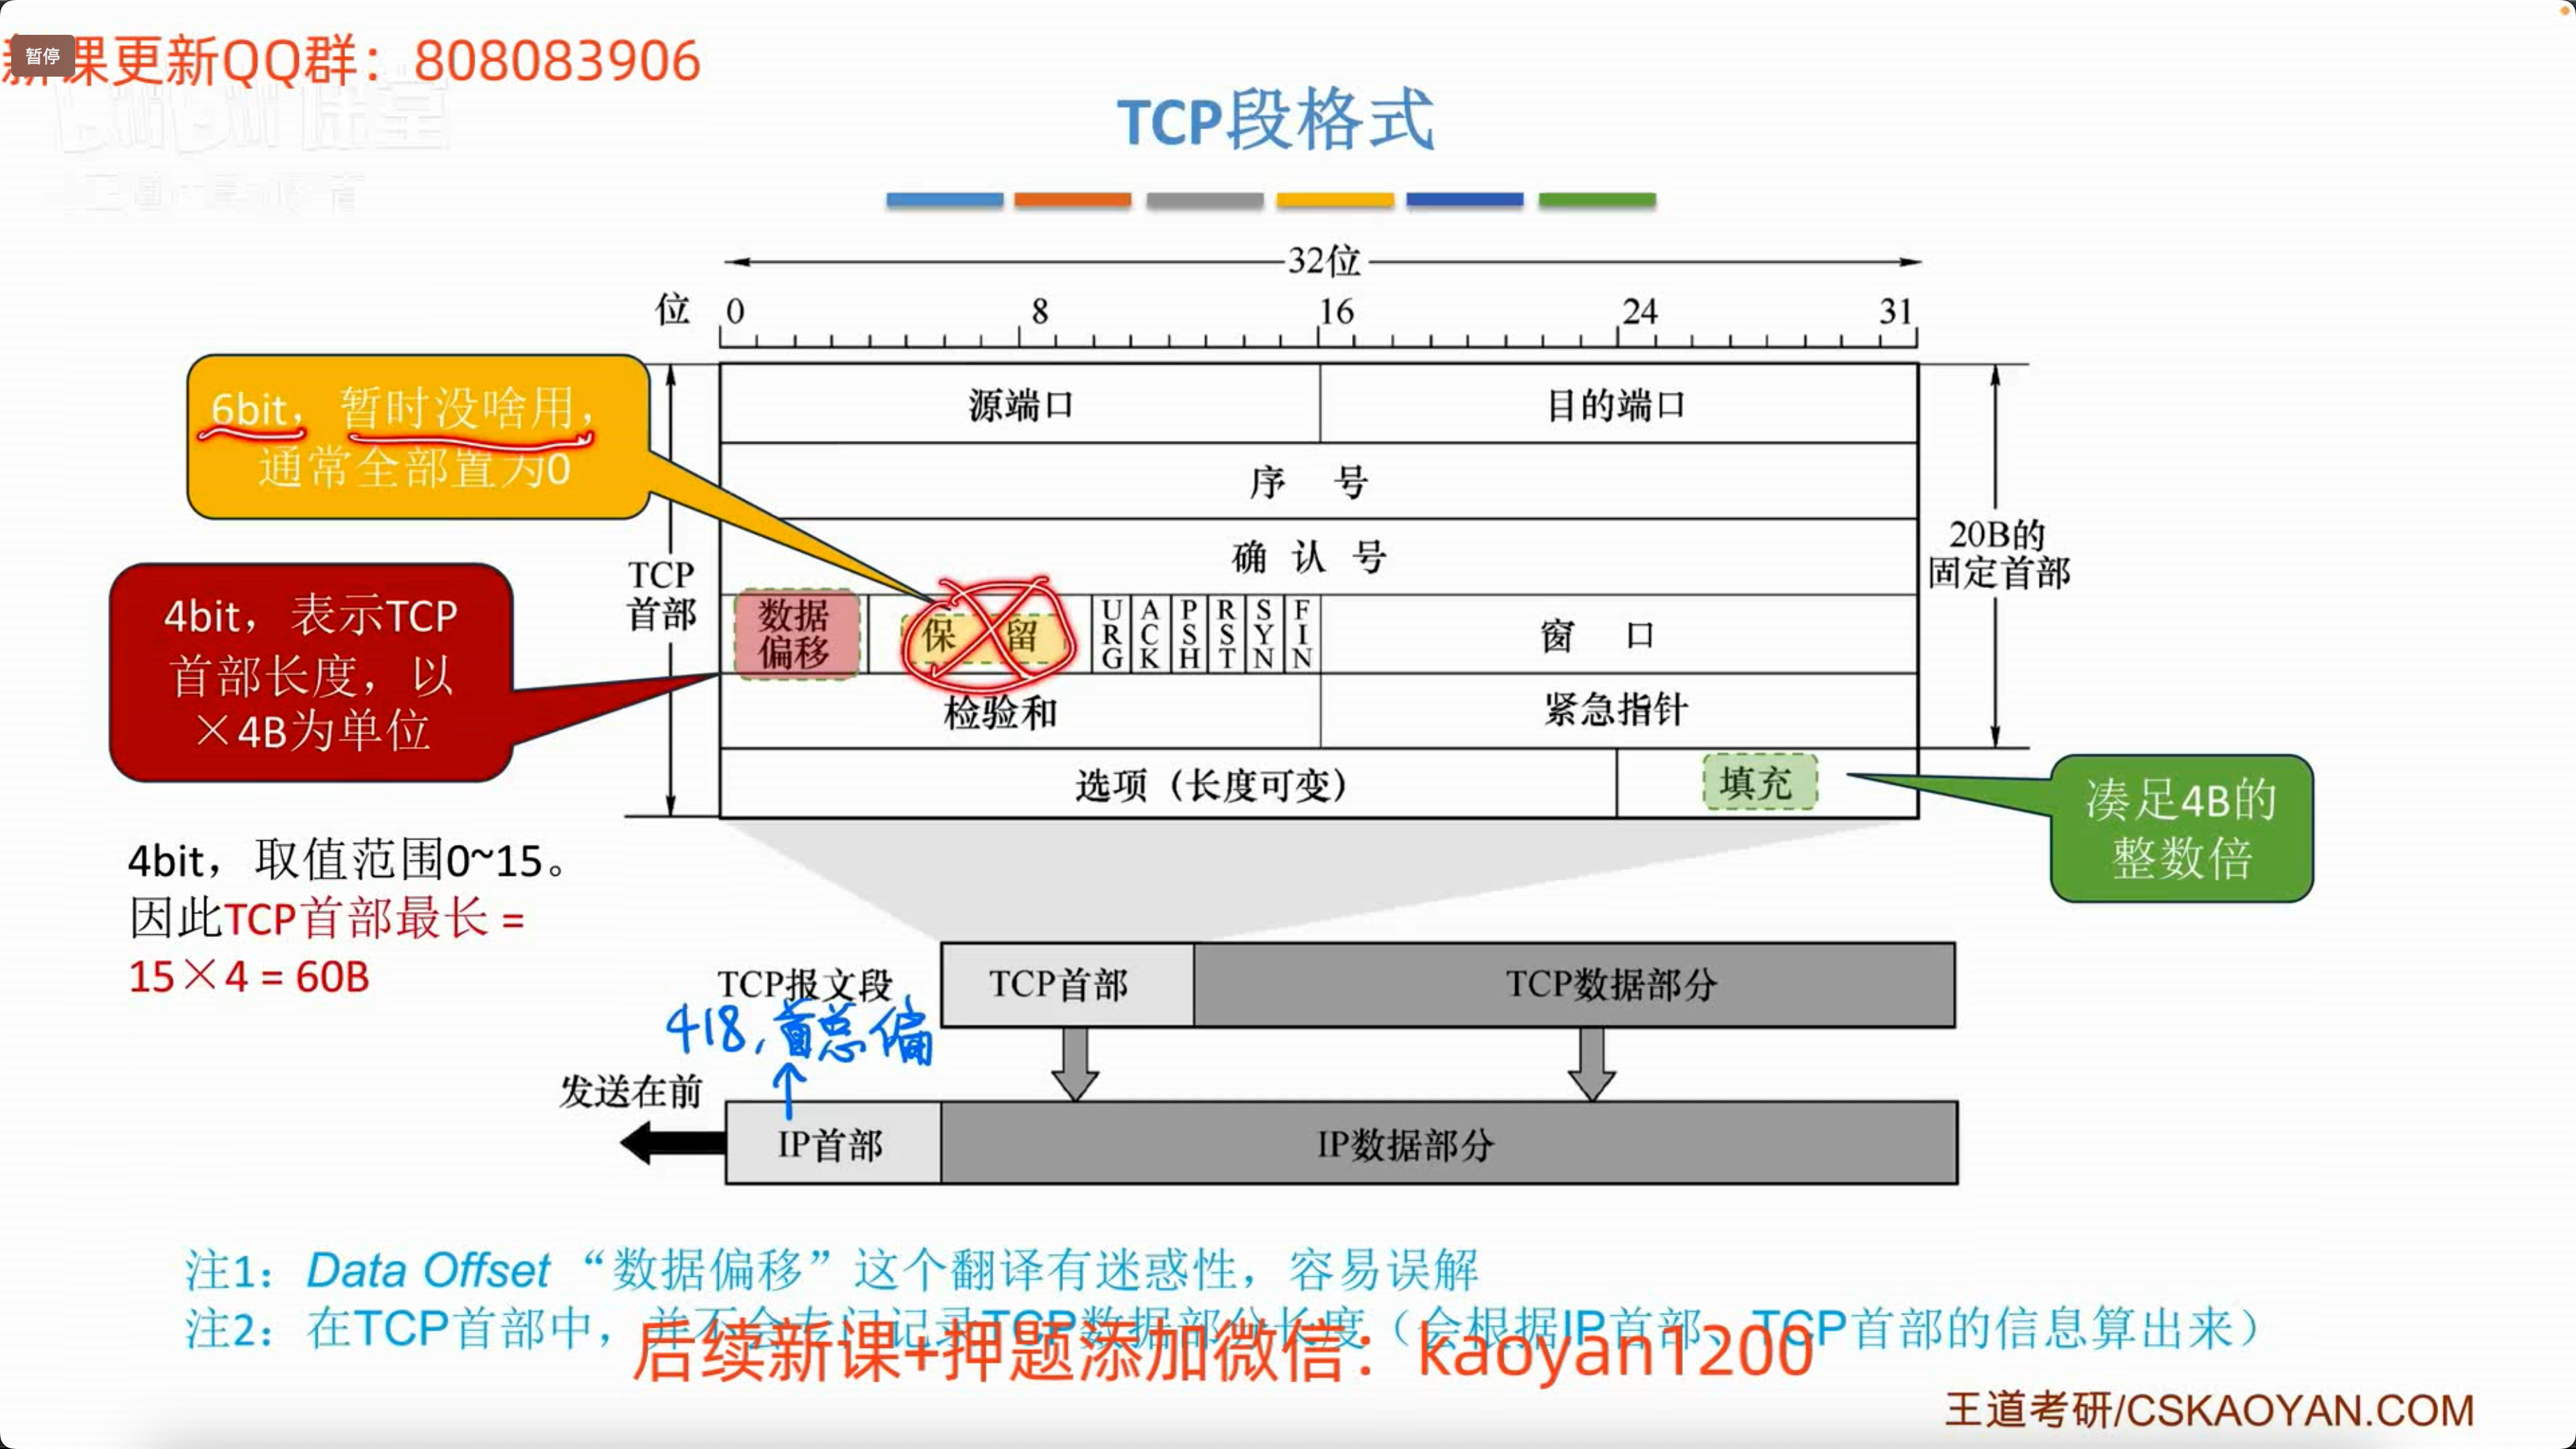 课更新QQ群：808083906
暂停
TCP段格式
32位
位 0 8 16 24 31
源端口 目的端口
序 号
确 认 号
数据偏移 保 留 URG ACK PSH RST SYN FIN 窗 口
检验和 紧急指针
选项（长度可变） 填充
TCP首部
20B的
固定首部
6bit，暂时没啥用，
通常全部置为0
4bit，表示TCP
首部长度，以
×4B为单位
凑足4B的
整数倍
4bit，取值范围0~15。
因此TCP首部最长 =
15×4 = 60B
TCP报文段 TCP首部 TCP数据部分
418，首总偏
发送在前
IP首部 IP数据部分
注1：Data Offset “数据偏移”这个翻译有迷惑性，容易误解
注2：在TCP首部中，并不会专门记录TCP数据部分长度（会根据IP首部、TCP首部的信息算出来）
后续新课+押题添加微信：kaoyan1200
王道考研/CSKAOYAN.COM